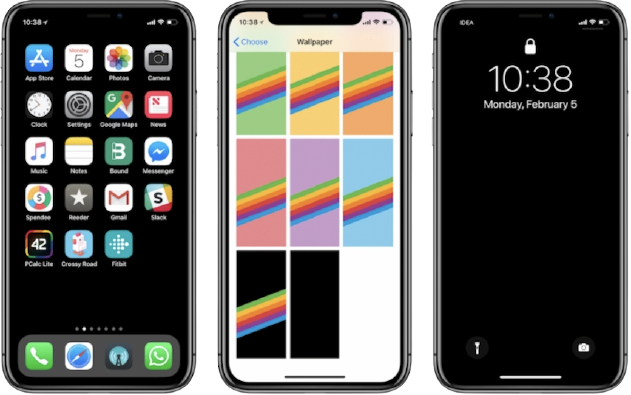 10:38
Monday
5
App Store Calendar Photos Camera
Clock Settings Google Maps News
Music Notes Bound Messenger
Spendee Reeder Gmail Slack
42
PCalc Lite Crossy Road Fitbit
10:38
Choose Wallpaper
IDEA
10:38
Monday, February 5